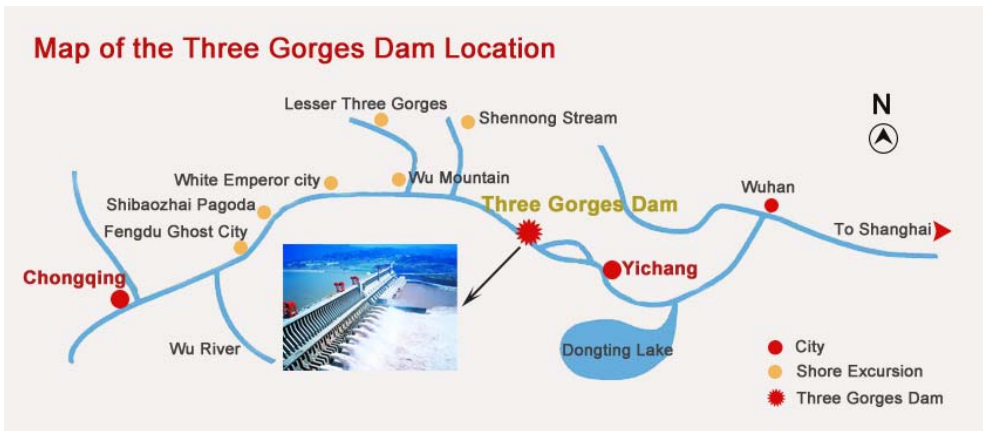 Map of the Three Gorges Dam Location
N
Lesser Three Gorges
Shennong Stream
White Emperor city
Wu Mountain
Wuhan
Shibaozhai Pagoda
Three Gorges Dam
Fengdu Ghost City
To Shanghai
Chongqing
Yichang
Wu River
Dongting Lake
City
Shore Excursion
Three Gorges Dam